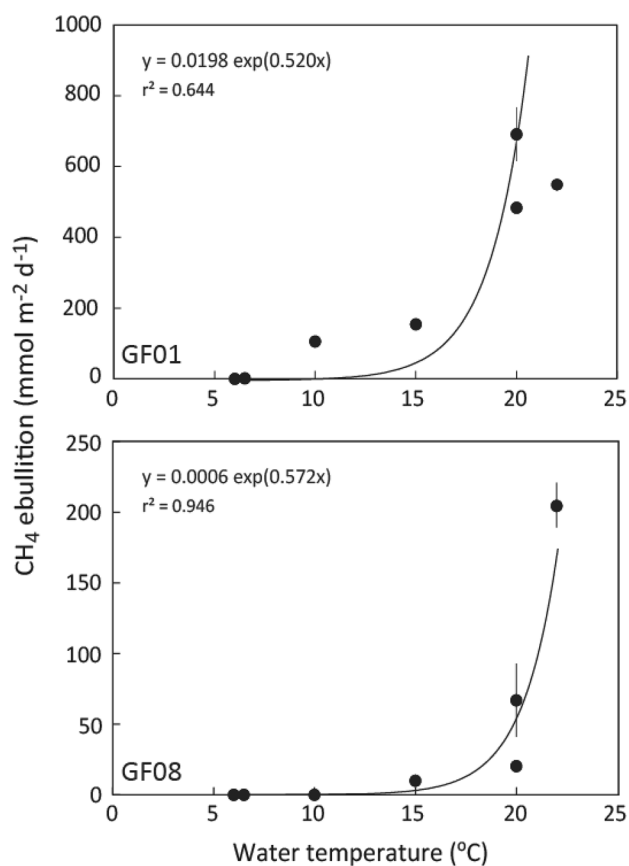 CH₄ ebullition (mmol m⁻² d⁻¹)
1000
800
600
400
200
0
y = 0.0198 exp(0.520x)
r² = 0.644
GF01
5 10 15 20 25
250
200
150
100
50
0
y = 0.0006 exp(0.572x)
r² = 0.946
GF08
0 5 10 15 20 25
Water temperature (°C)